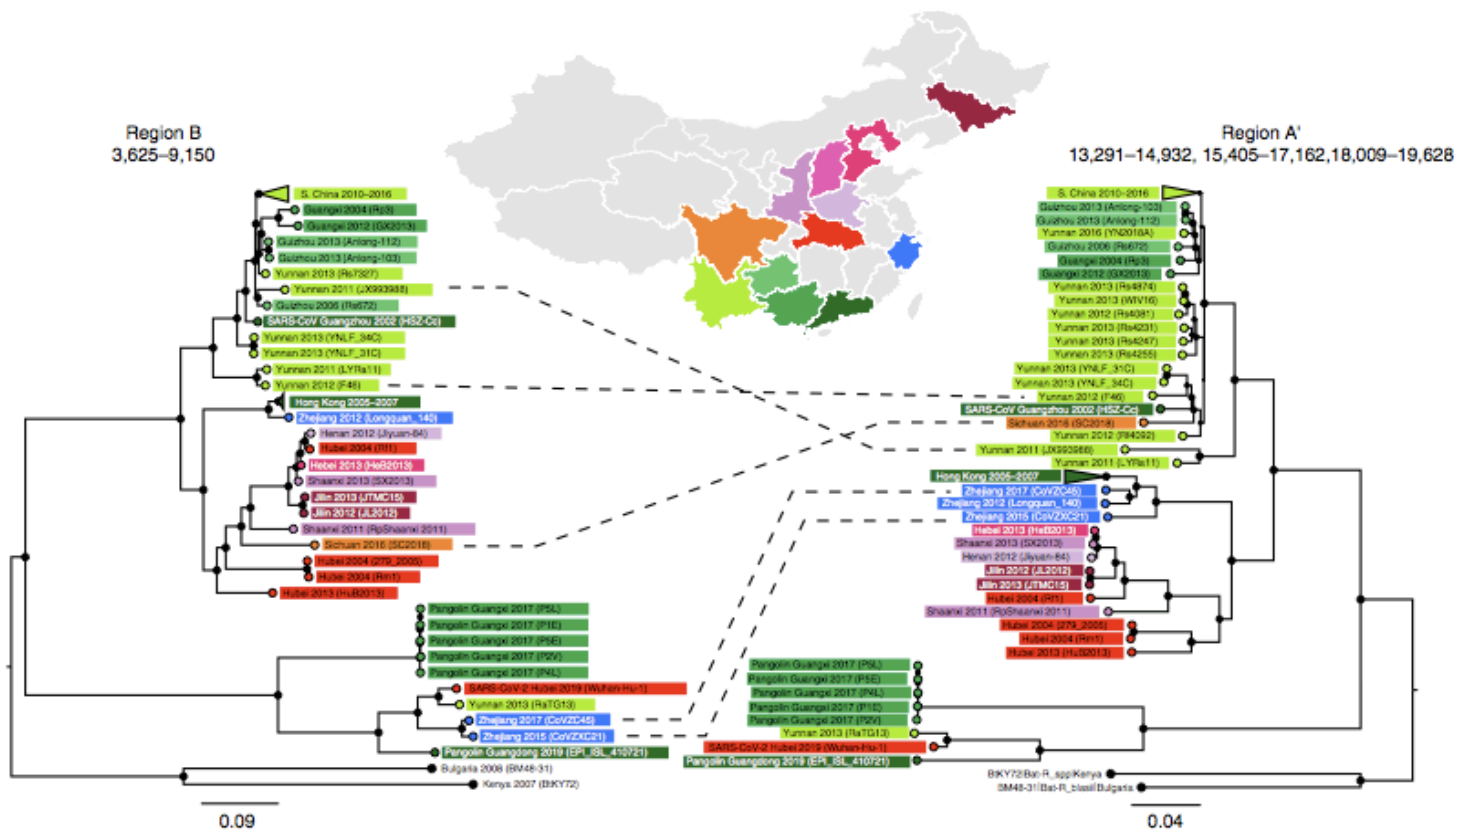 Region B
3,625–9,150
S. China 2010–2016
Guangxi 2004 (Rp3)
Guangxi 2012 (GX2013)
Guizhou 2013 (Anlong-112)
Guizhou 2013 (Anlong-103)
Yunnan 2013 (Rs7327)
Yunnan 2011 (JX993988)
Guizhou 2006 (Rs672)
SARS-CoV Guangzhou 2002 (HSZ-Cc)
Yunnan 2013 (YNLF_34C)
Yunnan 2013 (YNLF_31C)
Yunnan 2011 (LYRa11)
Yunnan 2012 (F46)
Hong Kong 2005–2007
Zhejiang 2012 (Longquan_140)
Henan 2012 (Jiyuan-84)
Hubei 2004 (Rf1)
Hebei 2013 (HeB2013)
Shaanxi 2013 (SX2013)
Jilin 2013 (JTMC15)
Jilin 2012 (JL2012)
Shaanxi 2011 (RpShaanxi 2011)
Sichuan 2016 (SC2018)
Hubei 2004 (279_2005)
Hubei 2004 (Rm1)
Hubei 2013 (HuB2013)
Pangolin Guangxi 2017 (P5L)
Pangolin Guangxi 2017 (P1E)
Pangolin Guangxi 2017 (P5E)
Pangolin Guangxi 2017 (P2V)
Pangolin Guangxi 2017 (P4L)
SARS-CoV-2 Hubei 2019 (Wuhan-Hu-1)
Yunnan 2013 (RaTG13)
Zhejiang 2017 (CoVZC45)
Zhejiang 2015 (CoVZXC21)
Pangolin Guangdong 2019 (EPI_ISL_410721)
Bulgaria 2008 (BM48-31)
Kenya 2007 (BtKY72)
0.09
Region A'
13,291–14,932, 15,405–17,162,18,009–19,628
S. China 2010–2016
Guizhou 2013 (Anlong-103)
Guizhou 2013 (Anlong-112)
Yunnan 2016 (YN2018A)
Guizhou 2006 (Rs672)
Guangxi 2004 (Rp3)
Guangxi 2012 (GX2013)
Yunnan 2013 (Rs4874)
Yunnan 2013 (WIV16)
Yunnan 2012 (Rs4081)
Yunnan 2013 (Rs4231)
Yunnan 2013 (Rs4247)
Yunnan 2013 (Rs4255)
Yunnan 2013 (YNLF_31C)
Yunnan 2013 (YNLF_34C)
Yunnan 2012 (F46)
SARS-CoV Guangzhou 2002 (HSZ-Cc)
Sichuan 2016 (SC2018)
Yunnan 2012 (Rf4092)
Yunnan 2011 (JX993988)
Yunnan 2011 (LYRa11)
Hong Kong 2005–2007
Zhejiang 2017 (CoVZC45)
Zhejiang 2012 (Longquan_140)
Zhejiang 2015 (CoVZXC21)
Hebei 2013 (HeB2013)
Shaanxi 2013 (SX2013)
Henan 2012 (Jiyuan-84)
Jilin 2012 (JL2012)
Jilin 2013 (JTMC15)
Hubei 2004 (Rf1)
Shaanxi 2011 (RpShaanxi 2011)
Hubei 2004 (279_2005)
Hubei 2004 (Rm1)
Hubei 2013 (HuB2013)
Pangolin Guangxi 2017 (P5L)
Pangolin Guangxi 2017 (P5E)
Pangolin Guangxi 2017 (P4L)
Pangolin Guangxi 2017 (P1E)
Pangolin Guangxi 2017 (P2V)
Yunnan 2013 (RaTG13)
SARS-CoV-2 Hubei 2019 (Wuhan-Hu-1)
Pangolin Guangdong 2019 (EPI_ISL_410721)
BtKY72|Bat-R_spp|Kenya
BM48-31|Bat-R_blasii|Bulgaria
0.04